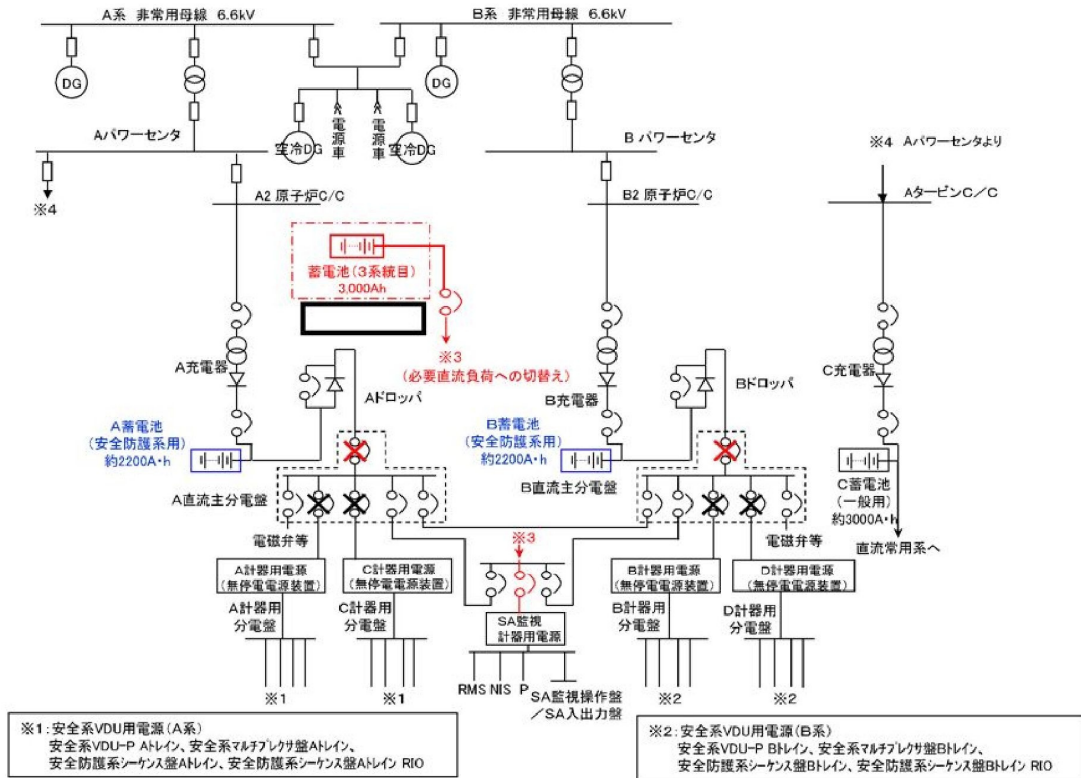 A系 非常用母線 6.6kV
B系 非常用母線 6.6kV
DG
DG
空冷DG
電源車
電源車
空冷DG
Aパワーセンタ
B パワーセンタ
※4 Aパワーセンタより
※4
A2 原子炉C/C
B2 原子炉C/C
Aタービン C/C
蓄電池(3系統目)
3,000Ah
※3
(必要直流負荷への切替え)
A充電器
Aドロッパ
B充電器
Bドロッパ
C充電器
A蓄電池
(安全防護系用)
約2200A・h
B蓄電池
(安全防護系用)
約2200A・h
C蓄電池
(一般用)
約3000A・h
A直流主分電盤
B直流主分電盤
直流常用系へ
電磁弁等
※3
電磁弁等
A計器用電源
(無停電電源装置)
C計器用電源
(無停電電源装置)
B計器用電源
(無停電電源装置)
D計器用電源
(無停電電源装置)
A計器用
分電盤
C計器用
分電盤
SA監視
計器用電源
B計器用
分電盤
D計器用
分電盤
RMS NIS P
SA監視操作盤
/SA入出力盤
※1
※1
※2
※2
※1:安全系VDU用電源(A系)
安全系VDU-P Aトレイン、安全系マルチプレクサ盤Aトレイン、
安全防護系シーケンス盤Aトレイン、安全防護系シーケンス盤Aトレイン RIO
※2:安全系VDU用電源(B系)
安全系VDU-P Bトレイン、安全系マルチプレクサ盤Bトレイン、
安全防護系シーケンス盤Bトレイン、安全防護系シーケンス盤Bトレイン RIO